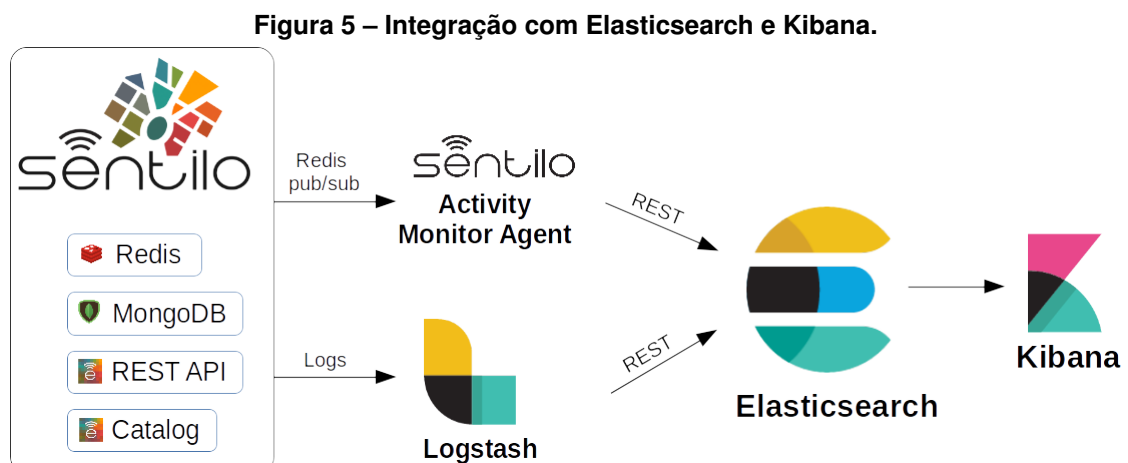 Figura 5 – Integração com Elasticsearch e Kibana.
sentilo
Redis
MongoDB
REST API
Catalog
Redis
pub/sub
Logs
sentilo
Activity
Monitor Agent
Logstash
REST
REST
Elasticsearch
Kibana